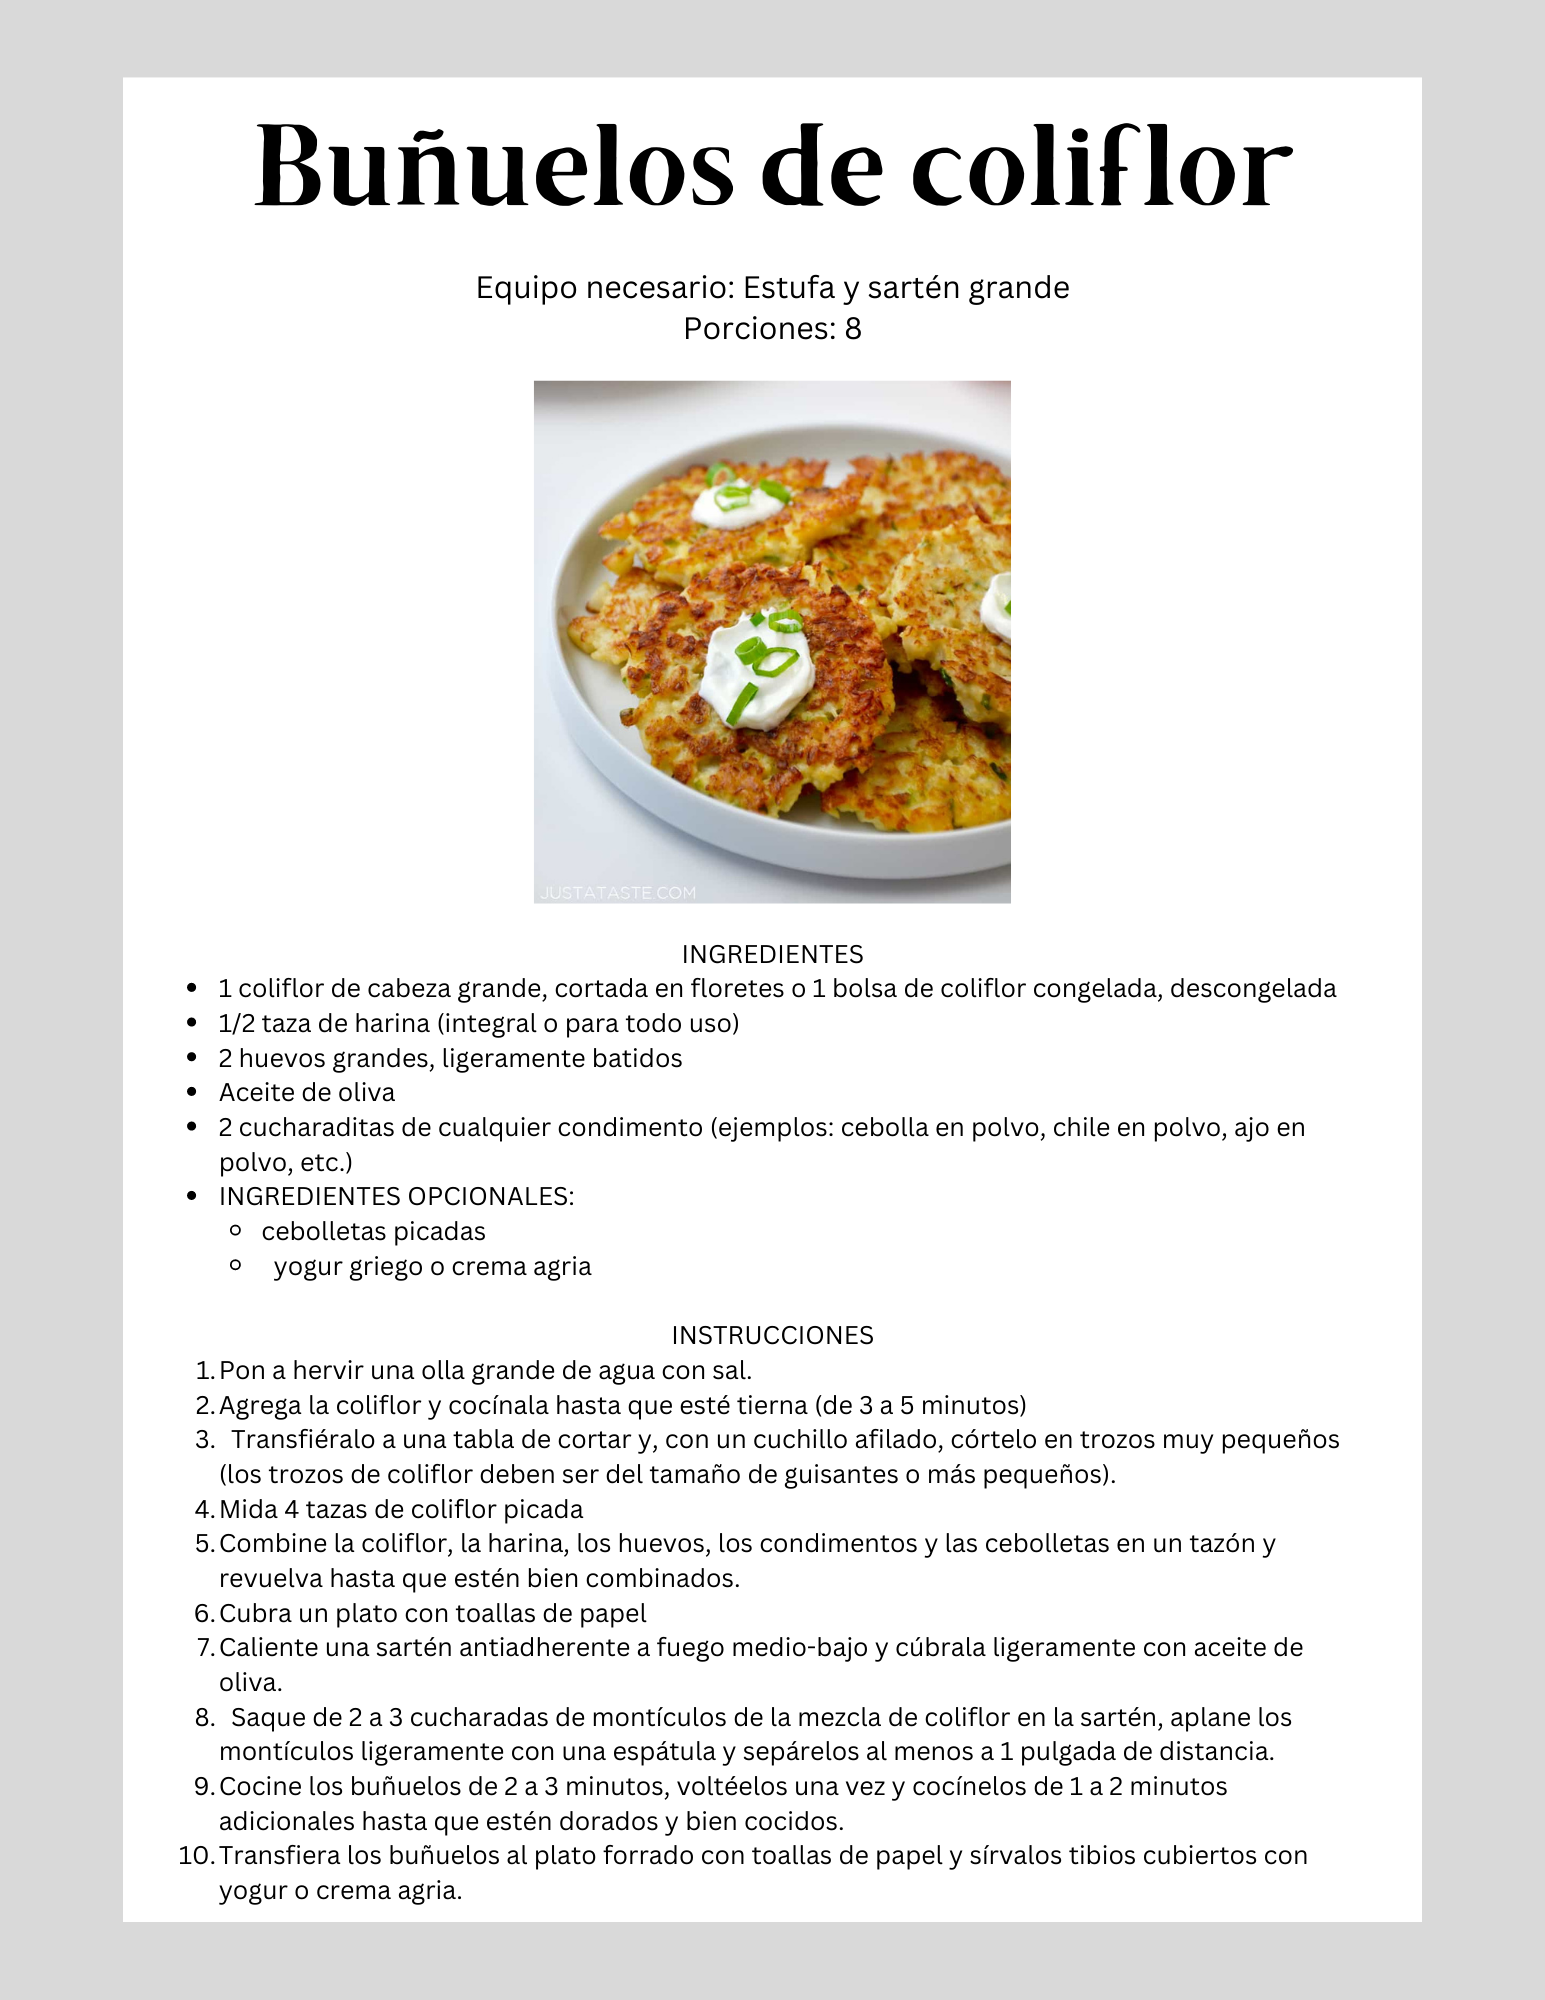 Buñuelos de coliflor
Equipo necesario: Estufa y sartén grande
Porciones: 8
JUSTATASTE.COM
INGREDIENTES
• 1 coliflor de cabeza grande, cortada en floretes o 1 bolsa de coliflor congelada, descongelada
• 1/2 taza de harina (integral o para todo uso)
• 2 huevos grandes, ligeramente batidos
• Aceite de oliva
• 2 cucharaditas de cualquier condimento (ejemplos: cebolla en polvo, chile en polvo, ajo en
polvo, etc.)
• INGREDIENTES OPCIONALES:
◦ cebolletas picadas
◦ yogur griego o crema agria
INSTRUCCIONES
1. Pon a hervir una olla grande de agua con sal.
2. Agrega la coliflor y cocínala hasta que esté tierna (de 3 a 5 minutos)
3. Transfiéralo a una tabla de cortar y, con un cuchillo afilado, córtelo en trozos muy pequeños
(los trozos de coliflor deben ser del tamaño de guisantes o más pequeños).
4. Mida 4 tazas de coliflor picada
5. Combine la coliflor, la harina, los huevos, los condimentos y las cebolletas en un tazón y
revuelva hasta que estén bien combinados.
6. Cubra un plato con toallas de papel
7. Caliente una sartén antiadherente a fuego medio-bajo y cúbrala ligeramente con aceite de
oliva.
8. Saque de 2 a 3 cucharadas de montículos de la mezcla de coliflor en la sartén, aplane los
montículos ligeramente con una espátula y sepárelos al menos a 1 pulgada de distancia.
9. Cocine los buñuelos de 2 a 3 minutos, voltéelos una vez y cocínelos de 1 a 2 minutos
adicionales hasta que estén dorados y bien cocidos.
10. Transfiera los buñuelos al plato forrado con toallas de papel y sírvalos tibios cubiertos con
yogur o crema agria.